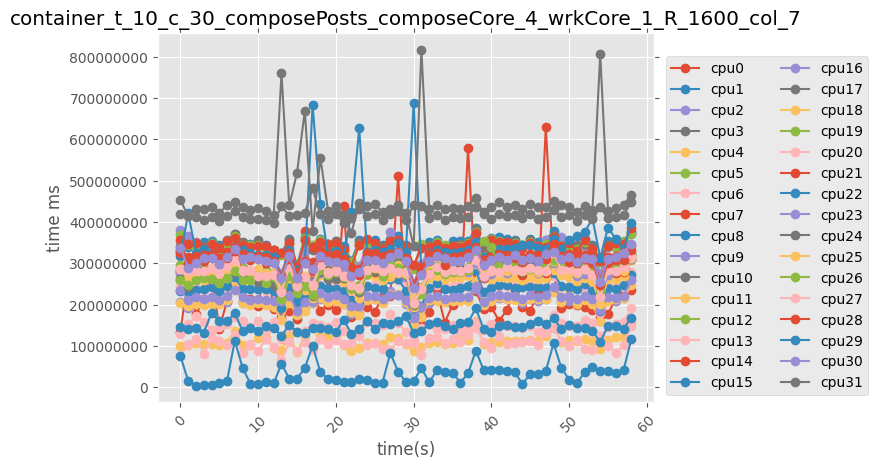 container_t_10_c_30_composePosts_composeCore_4_wrkCore_1_R_1600_col_7
800000000
700000000
600000000
500000000
400000000
300000000
200000000
100000000
0
time ms
0 10 20 30 40 50 60
time(s)
cpu0 cpu16
cpu1 cpu17
cpu2 cpu18
cpu3 cpu19
cpu4 cpu20
cpu5 cpu21
cpu6 cpu22
cpu7 cpu23
cpu8 cpu24
cpu9 cpu25
cpu10 cpu26
cpu11 cpu27
cpu12 cpu28
cpu13 cpu29
cpu14 cpu30
cpu15 cpu31